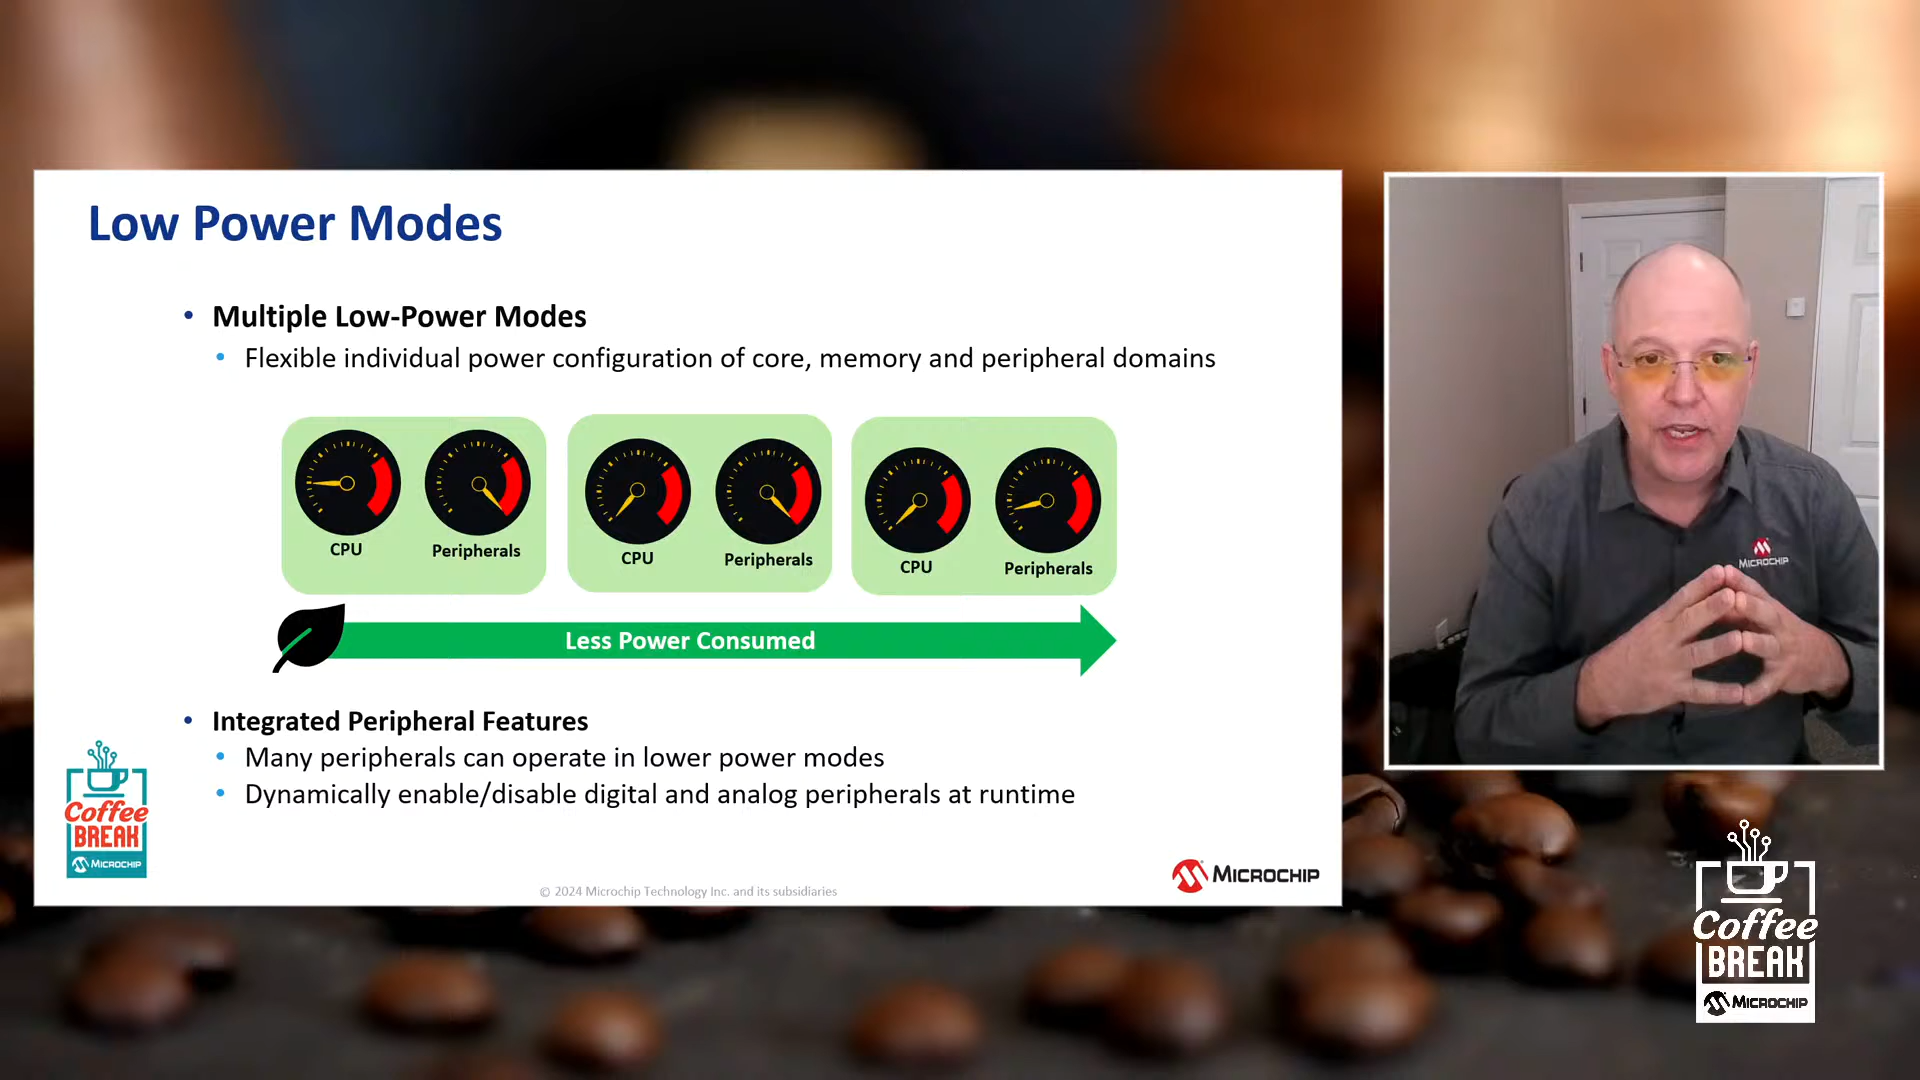 Low Power Modes
• Multiple Low-Power Modes
• Flexible individual power configuration of core, memory and peripheral domains
CPU
Peripherals
CPU
Peripherals
CPU
Peripherals
Less Power Consumed
• Integrated Peripheral Features
• Many peripherals can operate in lower power modes
• Dynamically enable/disable digital and analog peripherals at runtime
Coffee
BREAK
MICROCHIP
© 2024 Microchip Technology Inc. and its subsidiaries
MICROCHIP
MICROCHIP
Coffee
BREAK
MICROCHIP